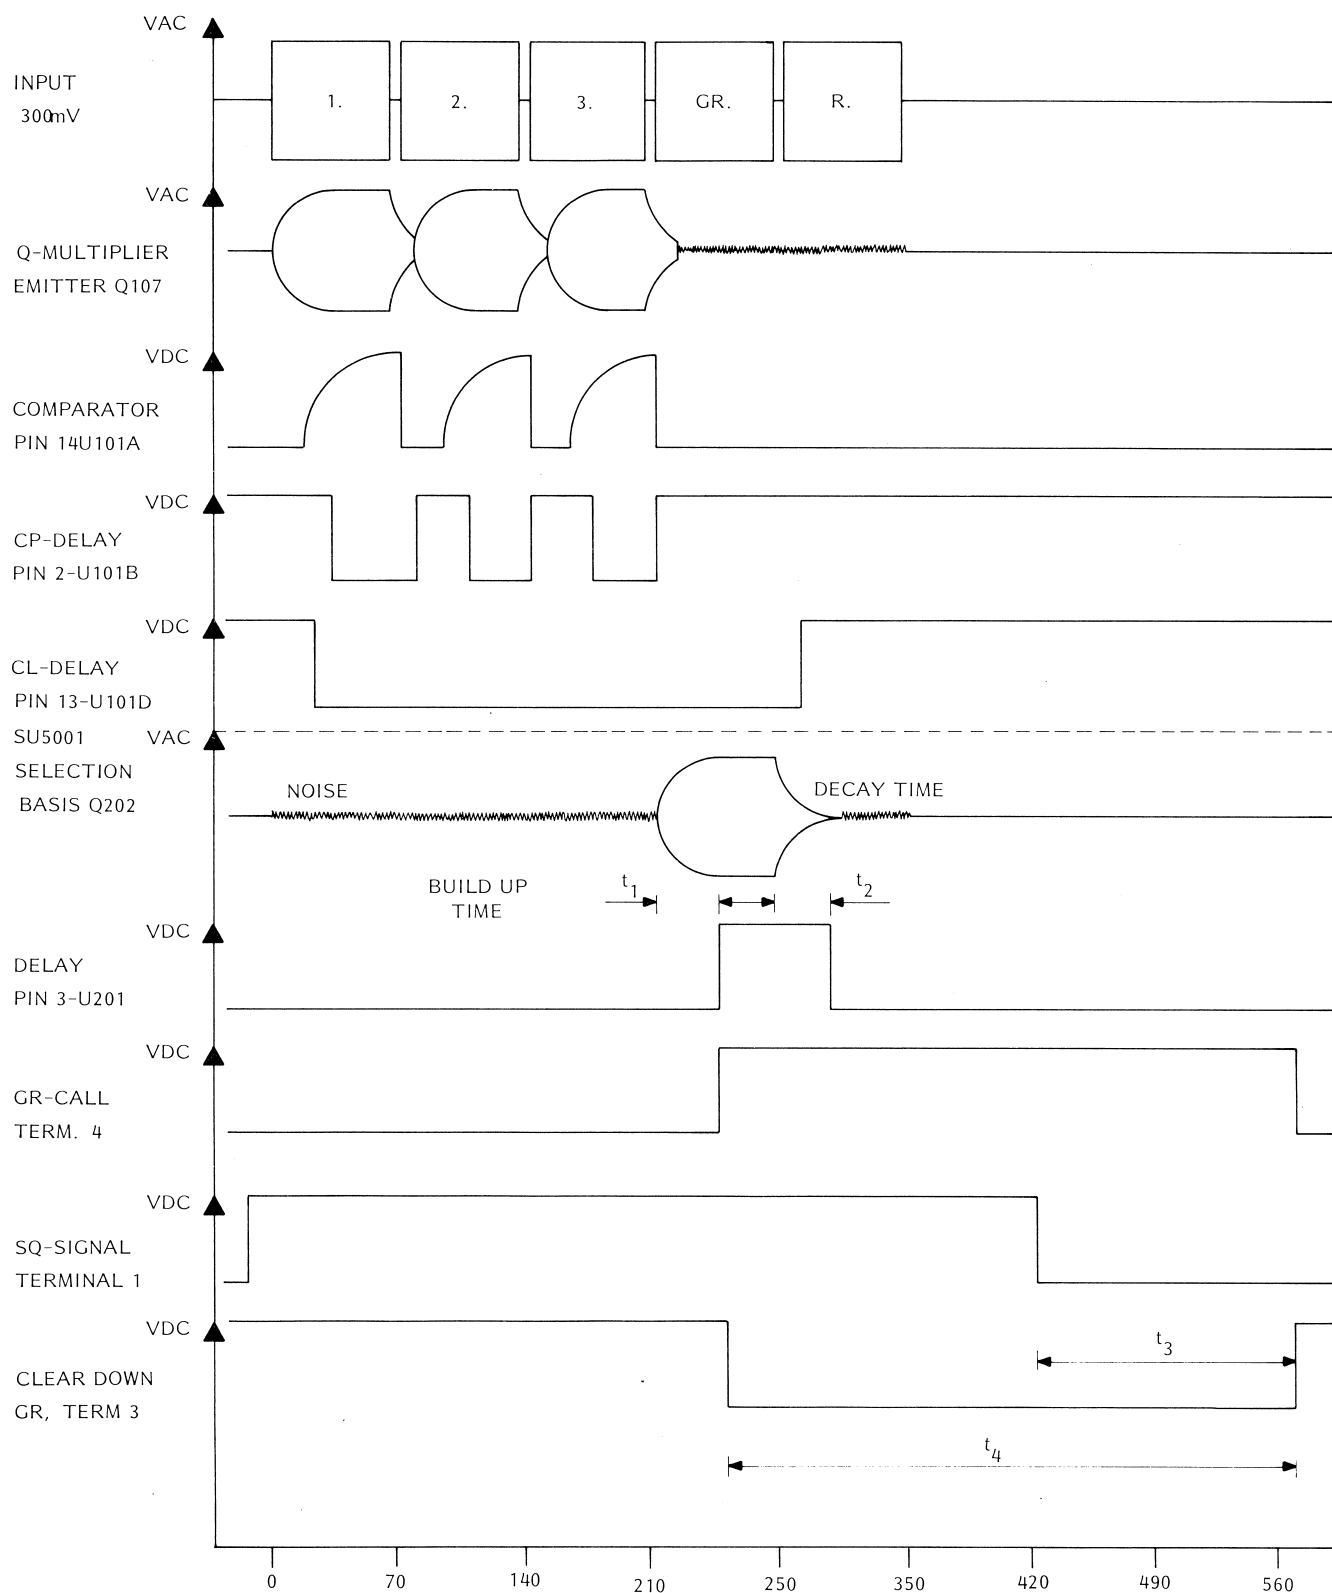 VAC
INPUT
300mV
1. 2. 3. GR. R.
VAC
Q-MULTIPLIER
EMITTER Q107
VDC
COMPARATOR
PIN 14U101A
VDC
CP-DELAY
PIN 2-U101B
VDC
CL-DELAY
PIN 13-U101D
SU5001 VAC
SELECTION
BASIS Q202
NOISE
DECAY TIME
BUILD UP
TIME
t1
t2
VDC
DELAY
PIN 3-U201
VDC
GR-CALL
TERM. 4
VDC
SQ-SIGNAL
TERMINAL 1
VDC
CLEAR DOWN
GR, TERM 3
t3
t4
0 70 140 210 250 350 420 490 560